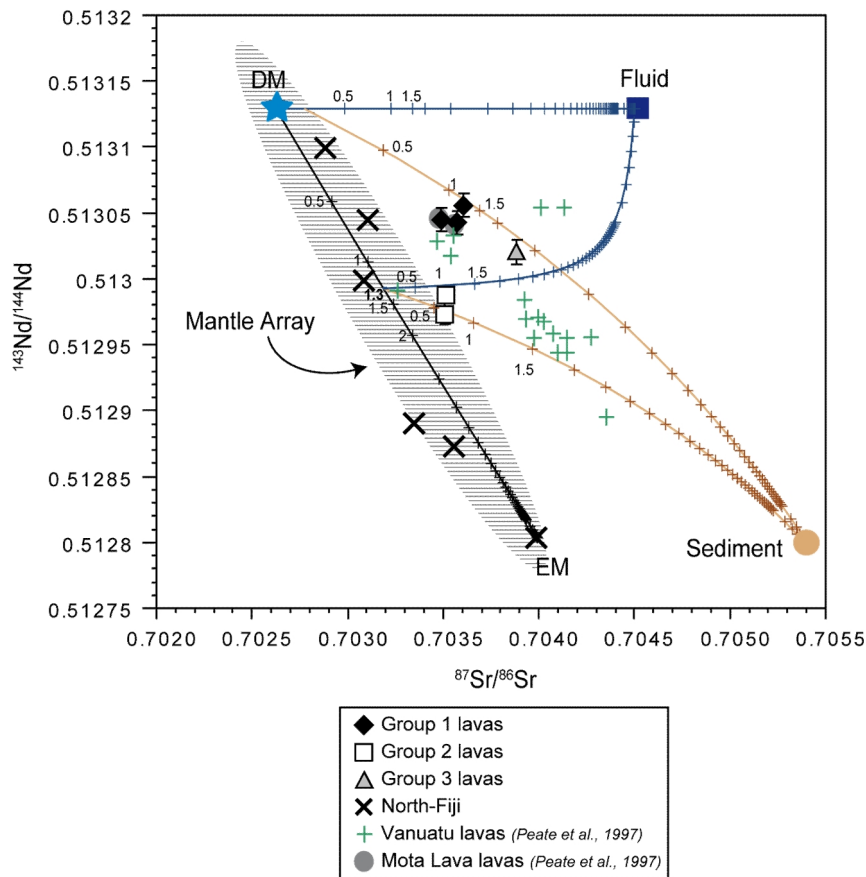 0.5132
0.51315
0.5131
0.51305
0.513
0.51295
0.5129
0.51285
0.5128
0.51275
¹⁴³Nd/¹⁴⁴Nd
DM
Fluid
0.5
1
1.5
0.5
1
1.5
0.5
1
0.5
1
1.5
1.3
1.5
0.5
1
2
1.5
Mantle Array
Sediment
EM
0.7020
0.7025
0.7030
0.7035
0.7040
0.7045
0.7050
0.7055
⁸⁷Sr/⁸⁶Sr
Group 1 lavas
Group 2 lavas
Group 3 lavas
North-Fiji
Vanuatu lavas (Peate et al., 1997)
Mota Lava lavas (Peate et al., 1997)